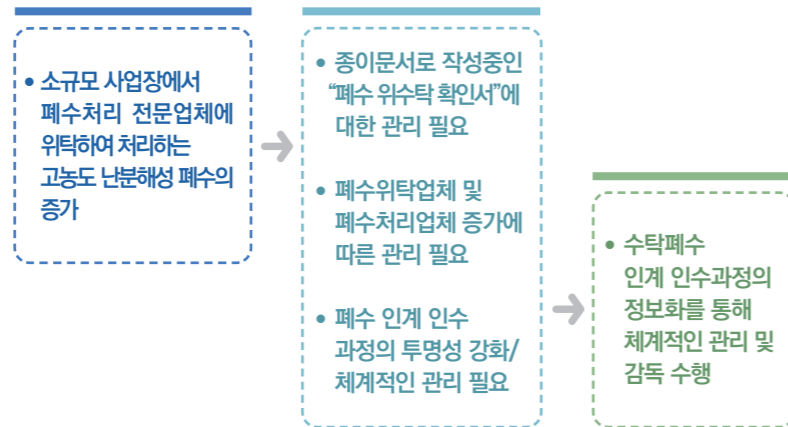 • 소규모 사업장에서
폐수처리 전문업체에
위탁하여 처리하는
고농도 난분해성 폐수의
증가
• 종이문서로 작성중인
“폐수 위수탁 확인서”에
대한 관리 필요
• 폐수위탁업체 및
폐수처리업체 증가에
따른 관리 필요
• 폐수 인계 인수
과정의 투명성 강화/
체계적인 관리 필요
• 수탁폐수
인계 인수과정의
정보화를 통해
체계적인 관리 및
감독 수행